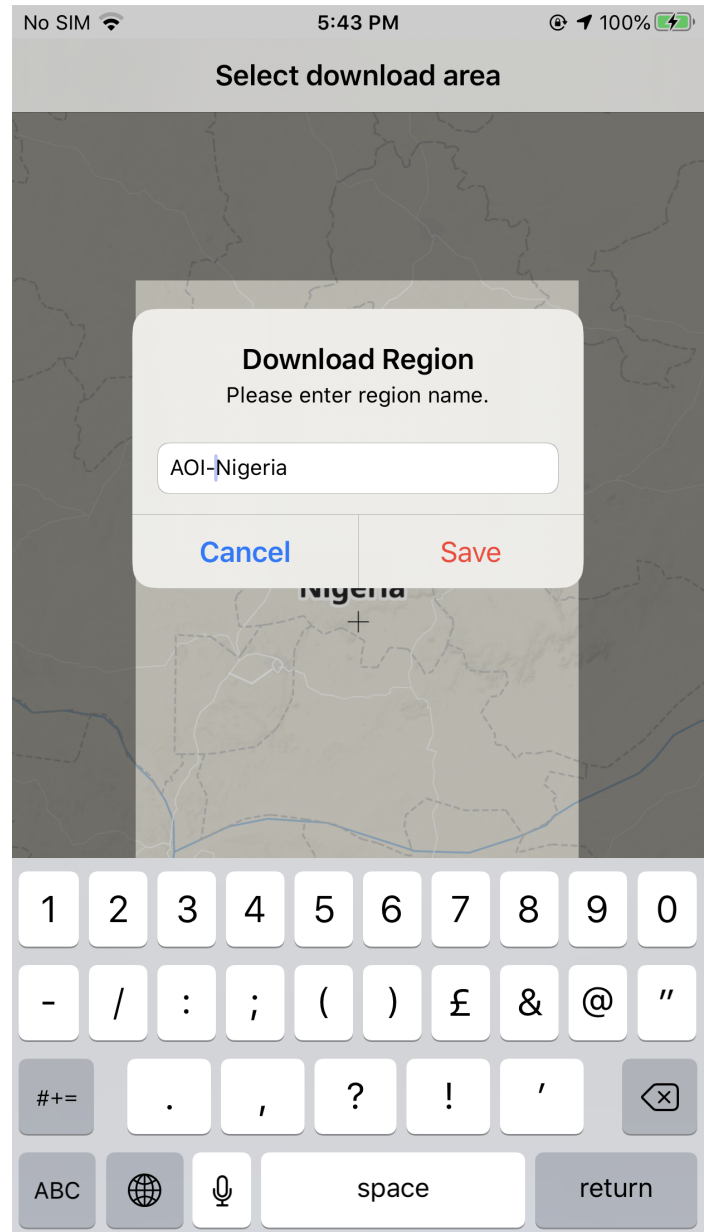 No SIM 5:43 PM 100%
Select download area
Download Region
Please enter region name.
AOI-Nigeria
Cancel Save
Nigeria
1 2 3 4 5 6 7 8 9 0
- / : ; ( ) £ & @ "
#+= . , ? ! '
ABC space return